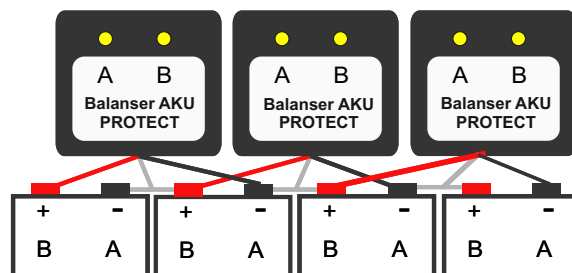 A B
Balanser AKU
PROTECT
A B
Balanser AKU
PROTECT
A B
Balanser AKU
PROTECT
+ - + - + - + -
B A B A B A B A